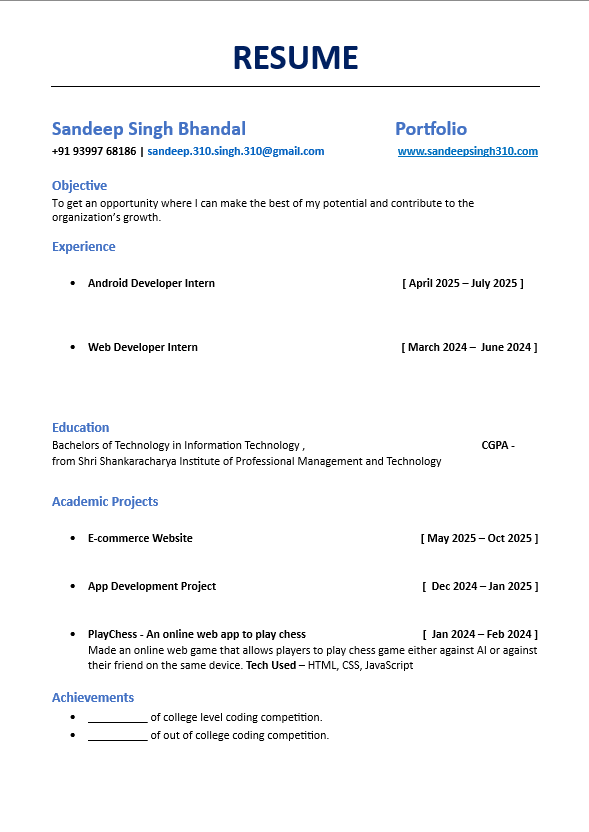 RESUME
Sandeep Singh Bhandal Portfolio
+91 93997 68186 | sandeep.310.singh.310@gmail.com www.sandeepsingh310.com
Objective
To get an opportunity where I can make the best of my potential and contribute to the
organization’s growth.
Experience
• Android Developer Intern [ April 2025 – July 2025 ]
• Web Developer Intern [ March 2024 – June 2024 ]
Education
Bachelors of Technology in Information Technology , CGPA -
from Shri Shankaracharya Institute of Professional Management and Technology
Academic Projects
• E-commerce Website [ May 2025 – Oct 2025 ]
• App Development Project [ Dec 2024 – Jan 2025 ]
• PlayChess - An online web app to play chess [ Jan 2024 – Feb 2024 ]
Made an online web game that allows players to play chess game either against AI or against
their friend on the same device. Tech Used – HTML, CSS, JavaScript
Achievements
• __________ of college level coding competition.
• __________ of out of college coding competition.